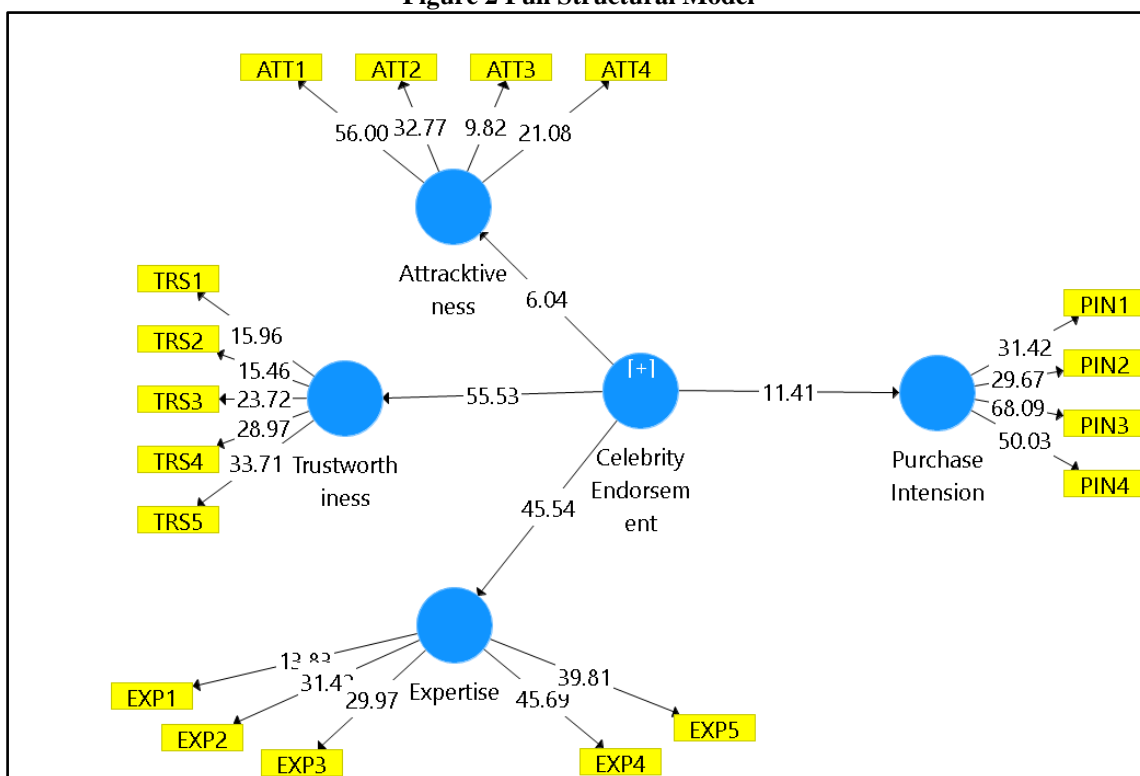 Figure 2 Full Structural Model
ATT1
ATT2
ATT3
ATT4
56.00
32.77
9.82
21.08
Attracktive
ness
6.04
TRS1
TRS2
TRS3
TRS4
TRS5
15.96
15.46
23.72
28.97
33.71
Trustworth
iness
55.53
[+]
Celebrity
Endorsem
ent
11.41
Purchase
Intension
31.42
29.67
68.09
50.03
PIN1
PIN2
PIN3
PIN4
45.54
Expertise
13.83
29.97
45.69
39.81
EXP1
EXP2
EXP3
EXP4
EXP5